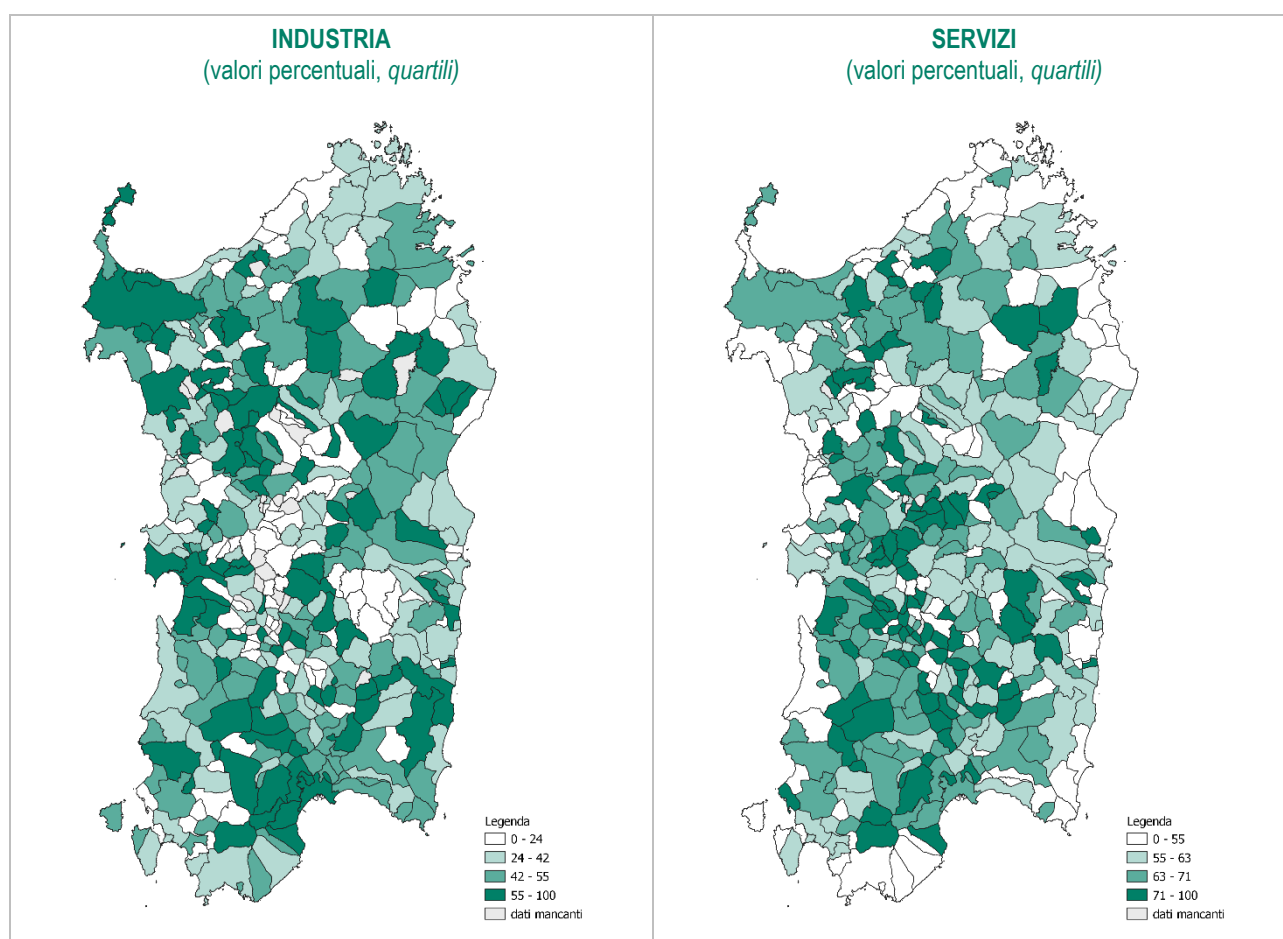 INDUSTRIA
(valori percentuali, quartili)
Legenda
0 - 24
24 - 42
42 - 55
55 - 100
dati mancanti
SERVIZI
(valori percentuali, quartili)
Legenda
0 - 55
55 - 63
63 - 71
71 - 100
dati mancanti